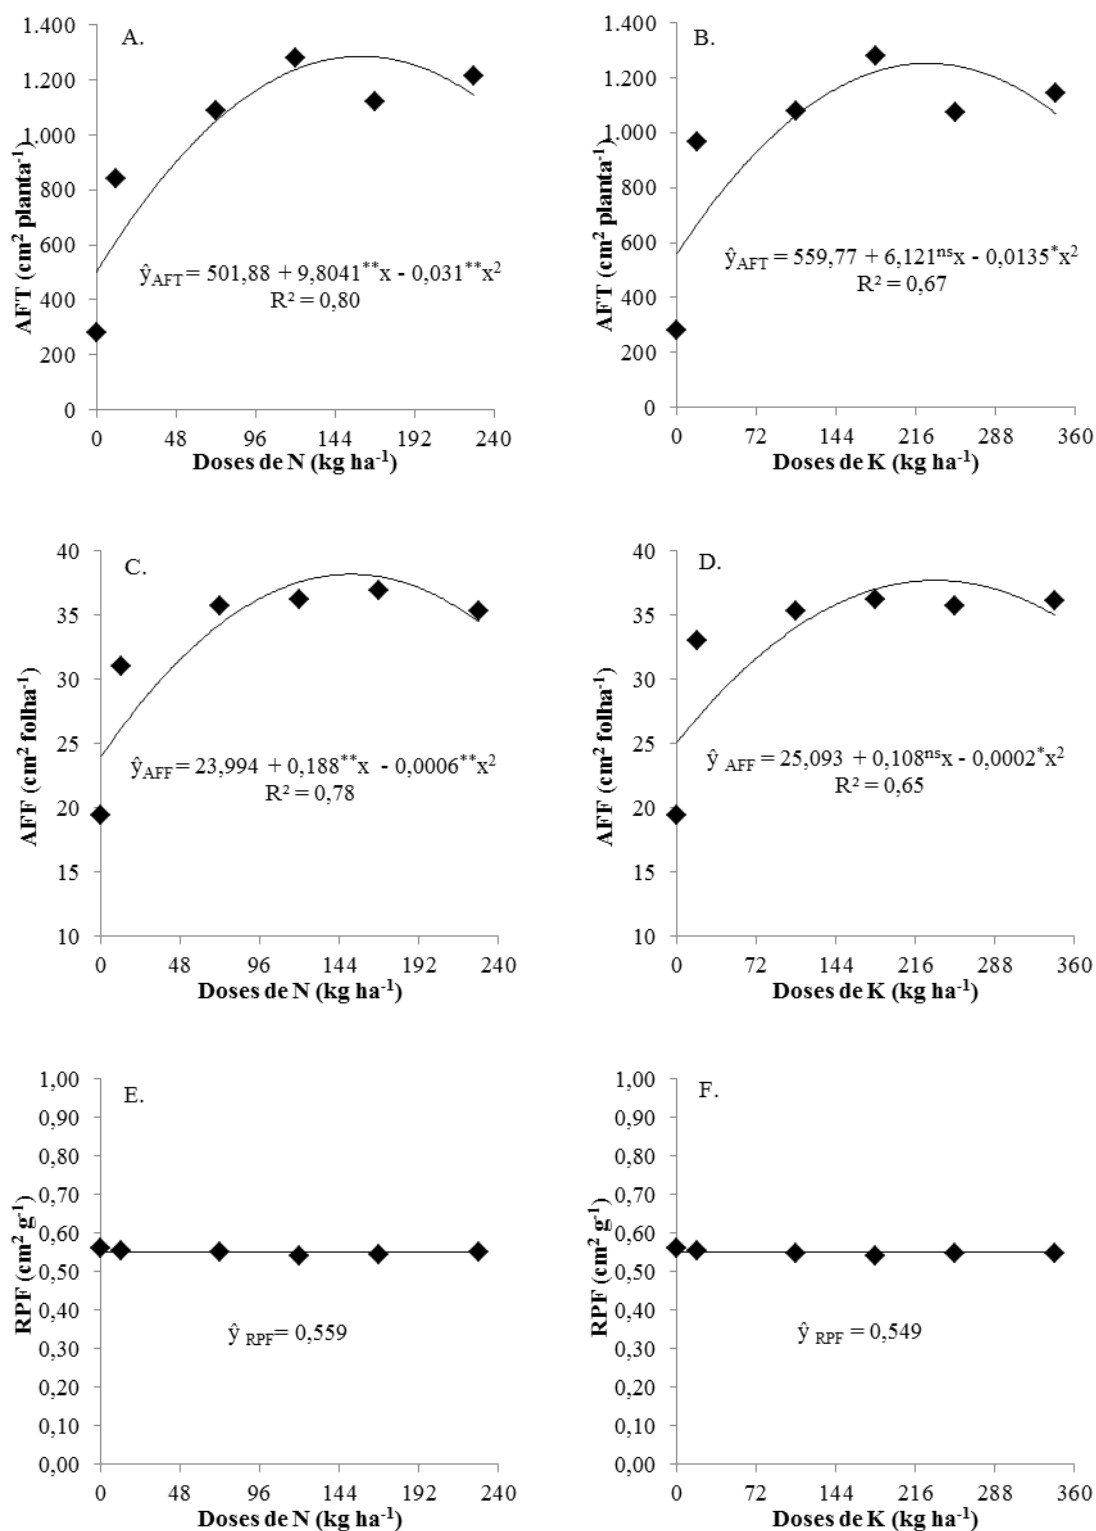 A.
AFT (cm² planta⁻¹)
1.400
1.200
1.000
800
600
400
200
0
ŷAFT = 501,88 + 9,8041**x - 0,031**x²
R² = 0,80
0 48 96 144 192 240
Doses de N (kg ha⁻¹)
B.
AFT (cm² planta⁻¹)
1.400
1.200
1.000
800
600
400
200
0
ŷAFT = 559,77 + 6,121ⁿˢx - 0,0135*x²
R² = 0,67
0 72 144 216 288 360
Doses de K (kg ha⁻¹)
C.
AFF (cm² folha⁻¹)
40
35
30
25
20
15
10
ŷAFF = 23,994 + 0,188**x - 0,0006**x²
R² = 0,78
0 48 96 144 192 240
Doses de N (kg ha⁻¹)
D.
AFF (cm² folha⁻¹)
40
35
30
25
20
15
10
ŷ AFF = 25,093 + 0,108ⁿˢx - 0,0002*x²
R² = 0,65
0 72 144 216 288 360
Doses de K (kg ha⁻¹)
E.
RPF (cm² g⁻¹)
1,00
0,90
0,80
0,70
0,60
0,50
0,40
0,30
0,20
0,10
0,00
ŷ RPF= 0,559
0 48 96 144 192 240
Doses de N (kg ha⁻¹)
F.
RPF (cm² g⁻¹)
1,00
0,90
0,80
0,70
0,60
0,50
0,40
0,30
0,20
0,10
0,00
ŷ RPF = 0,549
0 72 144 216 288 360
Doses de K (kg ha⁻¹)